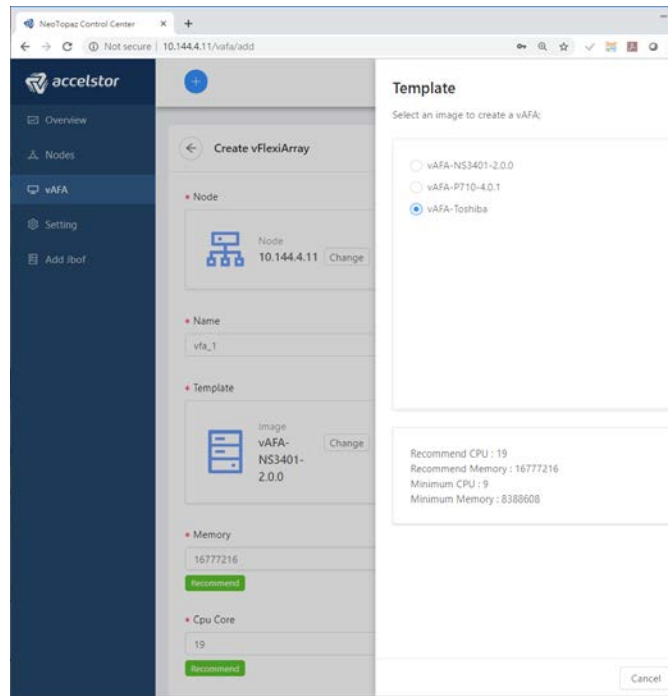 NeoTopaz Control Center
Not secure | 10.144.4.11/vafa/add
accelstor
Overview
Nodes
vAFA
Setting
Add Jbof
Create vFlexiArray
* Node
Node
10.144.4.11 Change
* Name
vfa_1
* Template
Image
vAFA-
NS3401-
2.0.0
Change
* Memory
16777216
Recommend
* Cpu Core
19
Recommend
Template
Select an image to create a vAFA:
vAFA-NS3401-2.0.0
vAFA-P710-4.0.1
vAFA-Toshiba
Recommend CPU : 19
Recommend Memory : 16777216
Minimum CPU : 9
Minimum Memory : 8388608
Cancel